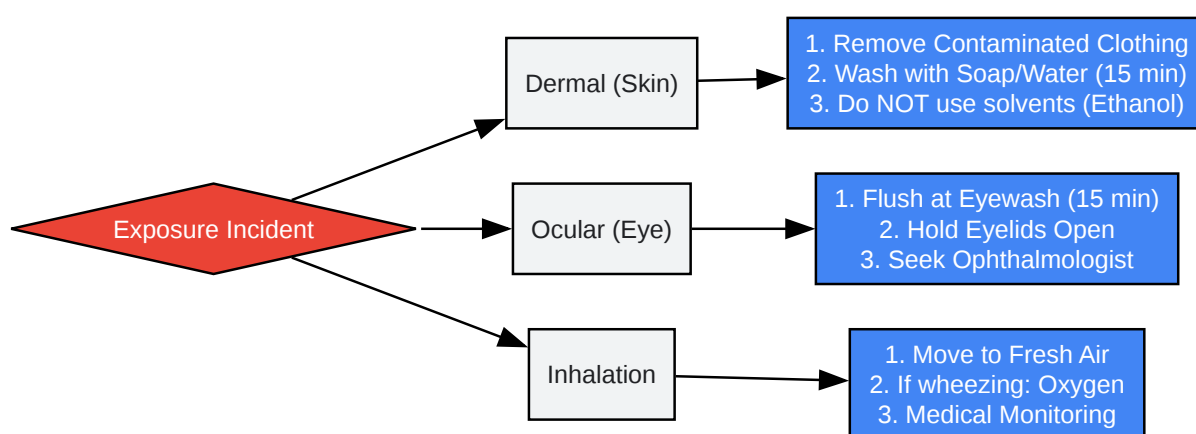 Exposure Incident
Dermal (Skin)
1. Remove Contaminated Clothing
2. Wash with Soap/Water (15 min)
3. Do NOT use solvents (Ethanol)
Ocular (Eye)
1. Flush at Eyewash (15 min)
2. Hold Eyelids Open
3. Seek Ophthalmologist
Inhalation
1. Move to Fresh Air
2. If wheezing: Oxygen
3. Medical Monitoring